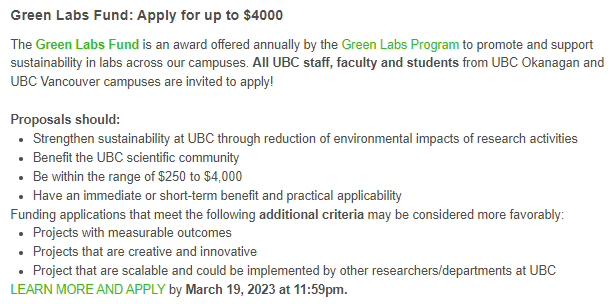 Green Labs Fund: Apply for up to $4000
The Green Labs Fund is an award offered annually by the Green Labs Program to promote and support
sustainability in labs across our campuses. All UBC staff, faculty and students from UBC Okanagan and
UBC Vancouver campuses are invited to apply!
Proposals should:
• Strengthen sustainability at UBC through reduction of environmental impacts of research activities
• Benefit the UBC scientific community
• Be within the range of $250 to $4,000
• Have an immediate or short-term benefit and practical applicability
Funding applications that meet the following additional criteria may be considered more favorably:
• Projects with measurable outcomes
• Projects that are creative and innovative
• Project that are scalable and could be implemented by other researchers/departments at UBC
LEARN MORE AND APPLY by March 19, 2023 at 11:59pm.